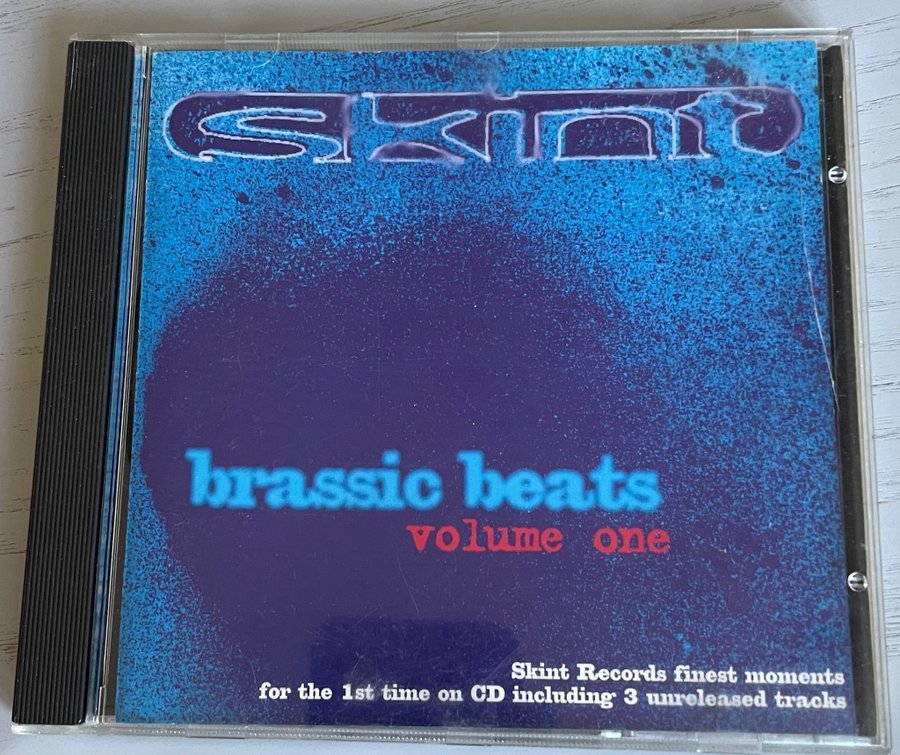 Skint
brassic beats
volume one
Skint Records finest moments
for the 1st time on CD including 3 unreleased tracks